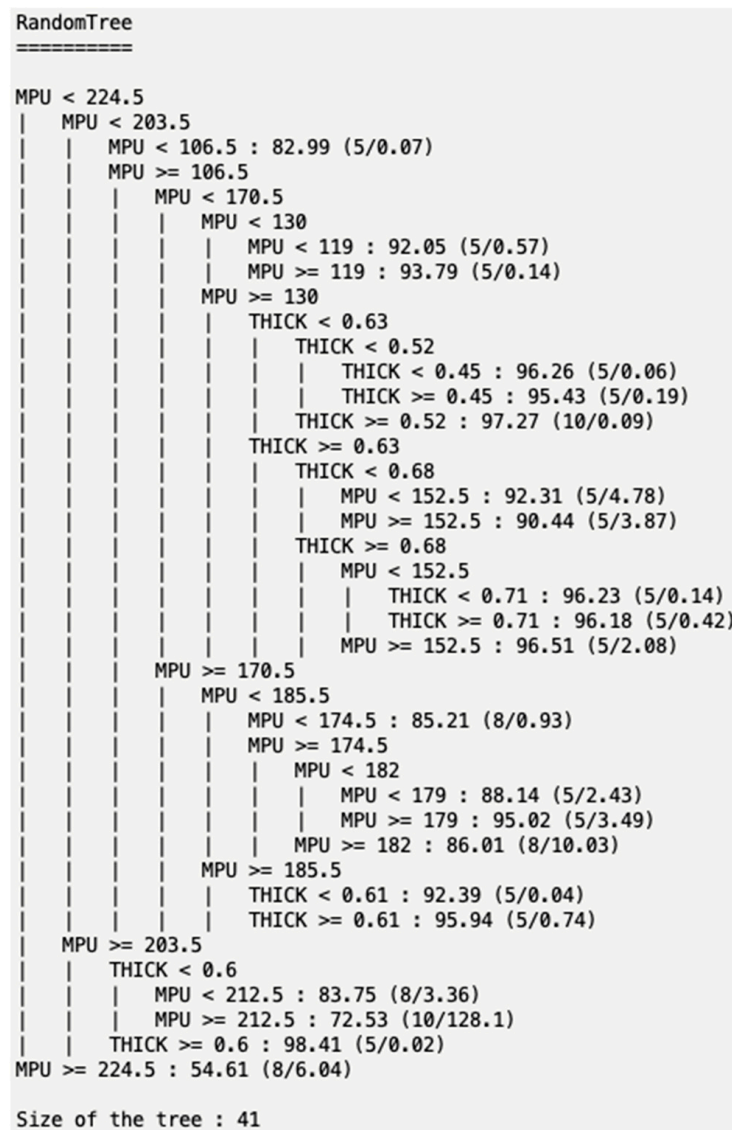 RandomTree
==========
MPU < 224.5
|   MPU < 203.5
|   |   MPU < 106.5 : 82.99 (5/0.07)
|   |   MPU >= 106.5
|   |   |   MPU < 170.5
|   |   |   |   MPU < 130
|   |   |   |   |   MPU < 119 : 92.05 (5/0.57)
|   |   |   |   |   MPU >= 119 : 93.79 (5/0.14)
|   |   |   |   MPU >= 130
|   |   |   |   |   THICK < 0.63
|   |   |   |   |   |   THICK < 0.52
|   |   |   |   |   |   |   THICK < 0.45 : 96.26 (5/0.06)
|   |   |   |   |   |   |   THICK >= 0.45 : 95.43 (5/0.19)
|   |   |   |   |   |   THICK >= 0.52 : 97.27 (10/0.09)
|   |   |   |   |   THICK >= 0.63
|   |   |   |   |   |   THICK < 0.68
|   |   |   |   |   |   |   MPU < 152.5 : 92.31 (5/4.78)
|   |   |   |   |   |   |   MPU >= 152.5 : 90.44 (5/3.87)
|   |   |   |   |   |   THICK >= 0.68
|   |   |   |   |   |   |   MPU < 152.5
|   |   |   |   |   |   |   |   THICK < 0.71 : 96.23 (5/0.14)
|   |   |   |   |   |   |   |   THICK >= 0.71 : 96.18 (5/0.42)
|   |   |   |   |   |   |   MPU >= 152.5 : 96.51 (5/2.08)
|   |   |   MPU >= 170.5
|   |   |   |   MPU < 185.5
|   |   |   |   |   MPU < 174.5 : 85.21 (8/0.93)
|   |   |   |   |   MPU >= 174.5
|   |   |   |   |   |   MPU < 182
|   |   |   |   |   |   |   MPU < 179 : 88.14 (5/2.43)
|   |   |   |   |   |   |   MPU >= 179 : 95.02 (5/3.49)
|   |   |   |   |   |   MPU >= 182 : 86.01 (8/10.03)
|   |   |   |   MPU >= 185.5
|   |   |   |   |   THICK < 0.61 : 92.39 (5/0.04)
|   |   |   |   |   THICK >= 0.61 : 95.94 (5/0.74)
|   MPU >= 203.5
|   |   THICK < 0.6
|   |   |   MPU < 212.5 : 83.75 (8/3.36)
|   |   |   MPU >= 212.5 : 72.53 (10/128.1)
|   |   THICK >= 0.6 : 98.41 (5/0.02)
MPU >= 224.5 : 54.61 (8/6.04)
Size of the tree : 41